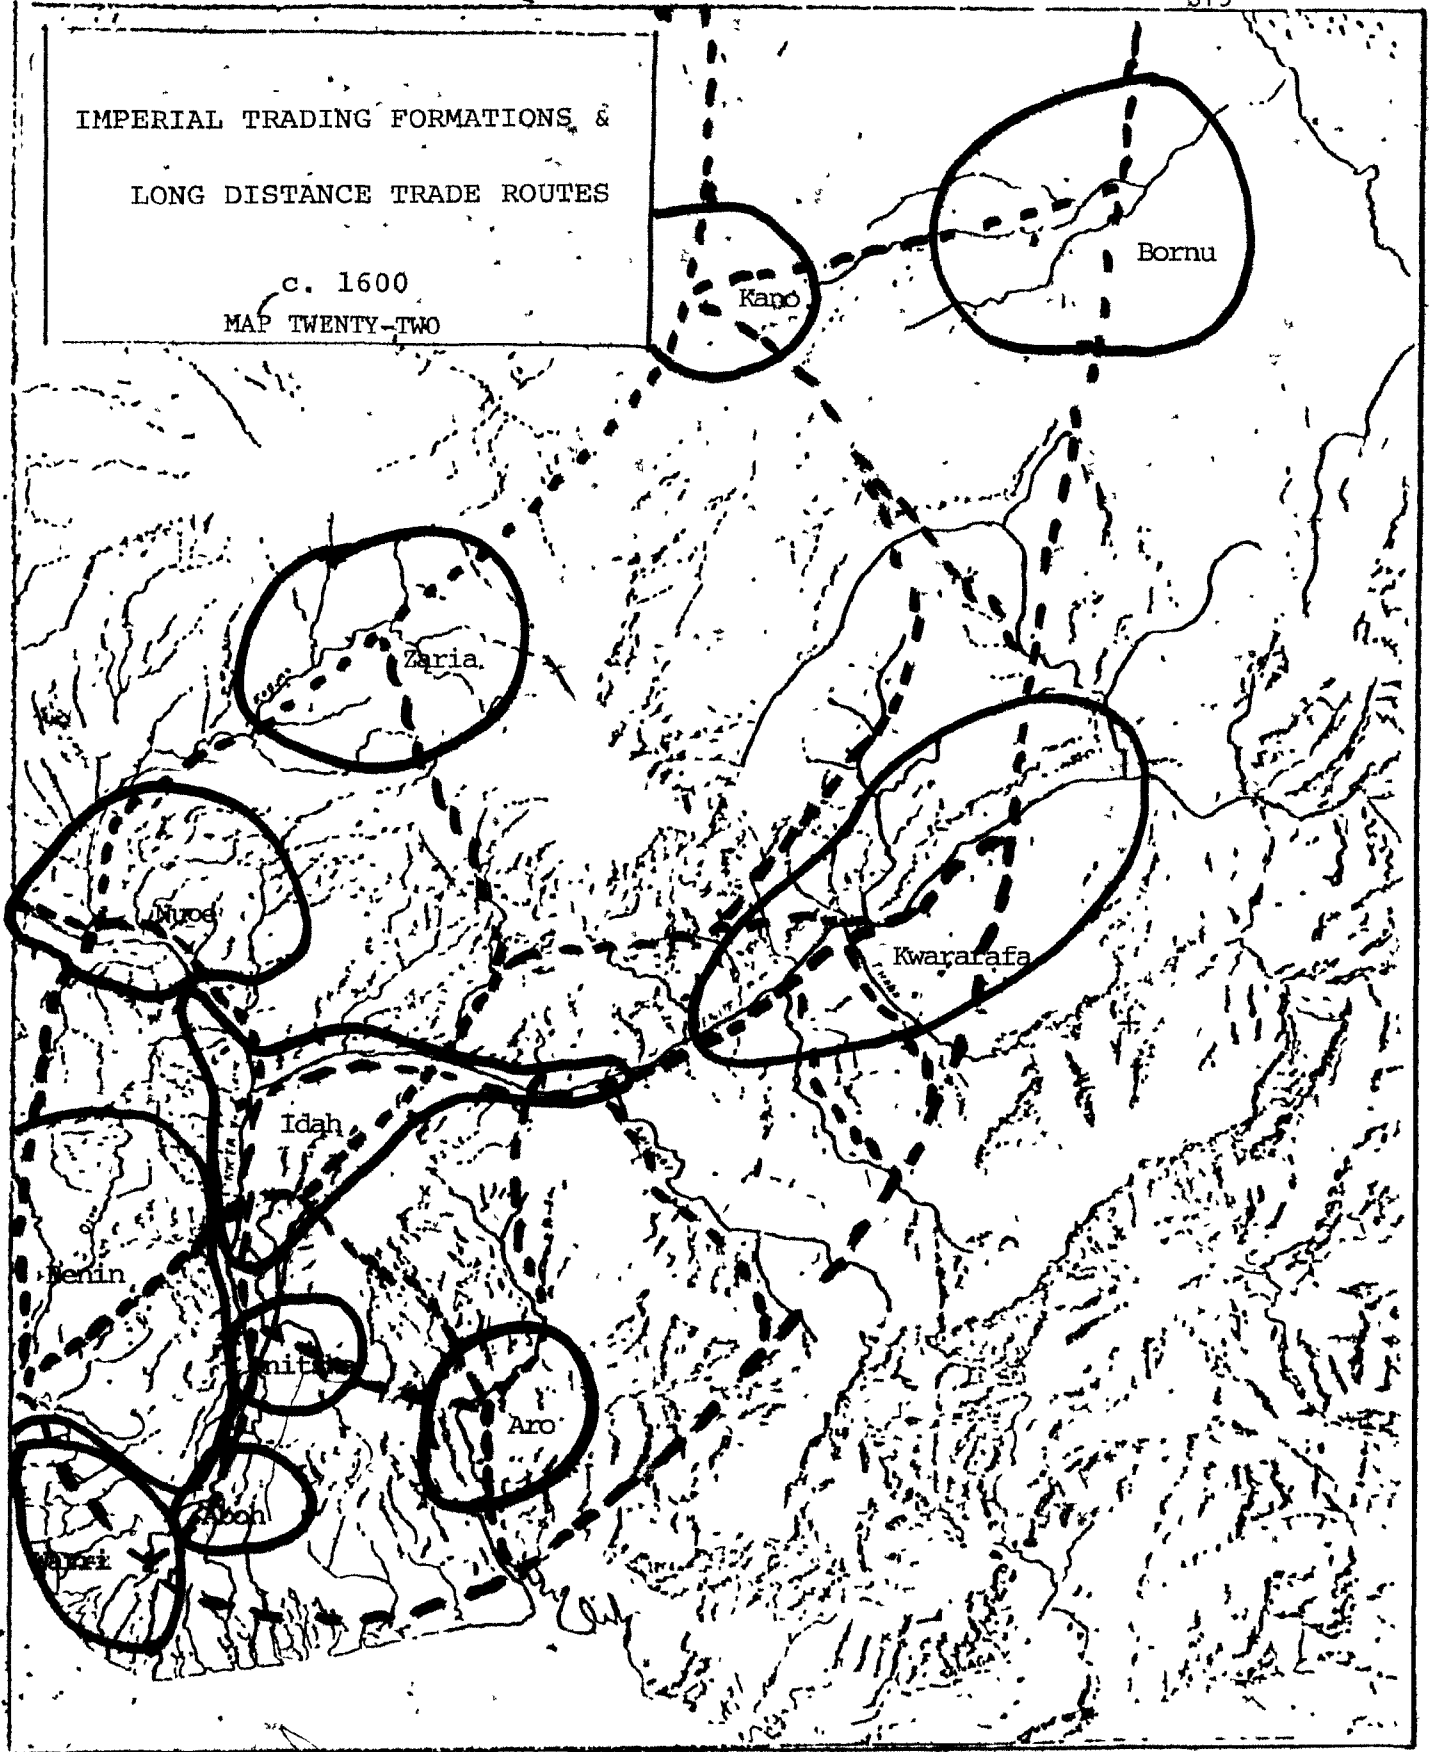 IMPERIAL TRADING FORMATIONS &
LONG DISTANCE TRADE ROUTES
c. 1600
MAP TWENTY-TWO
Bornu
Kano
Zaria
Nupe
Kwararafa
Idah
Benin
Aro
Aboh
Warri